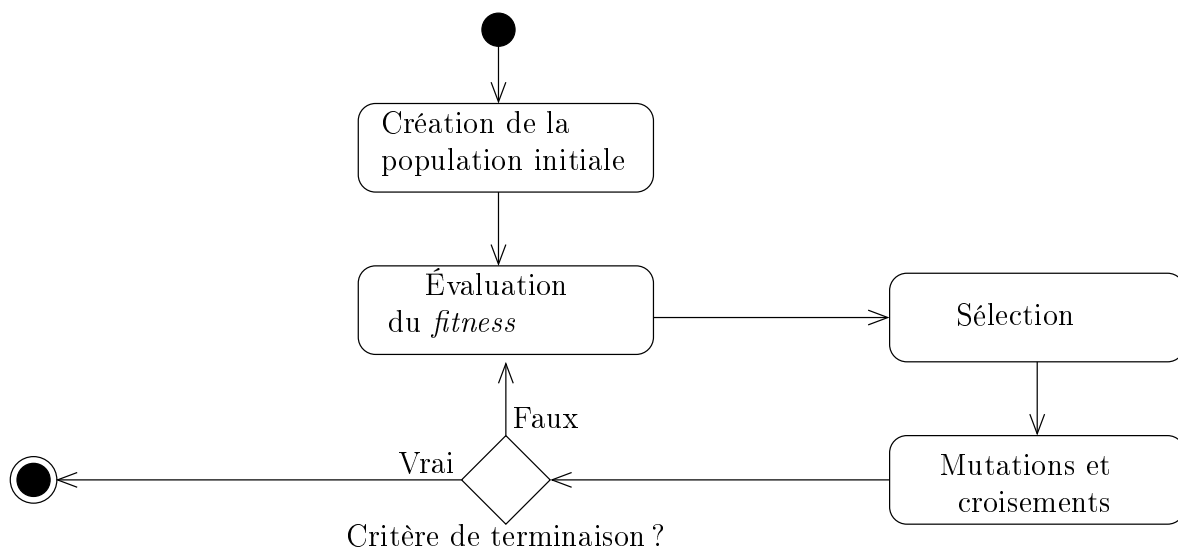 Création de la
population initiale
Évaluation
du fitness
Sélection
Faux
Vrai
Mutations et
croisements
Critère de terminaison ?